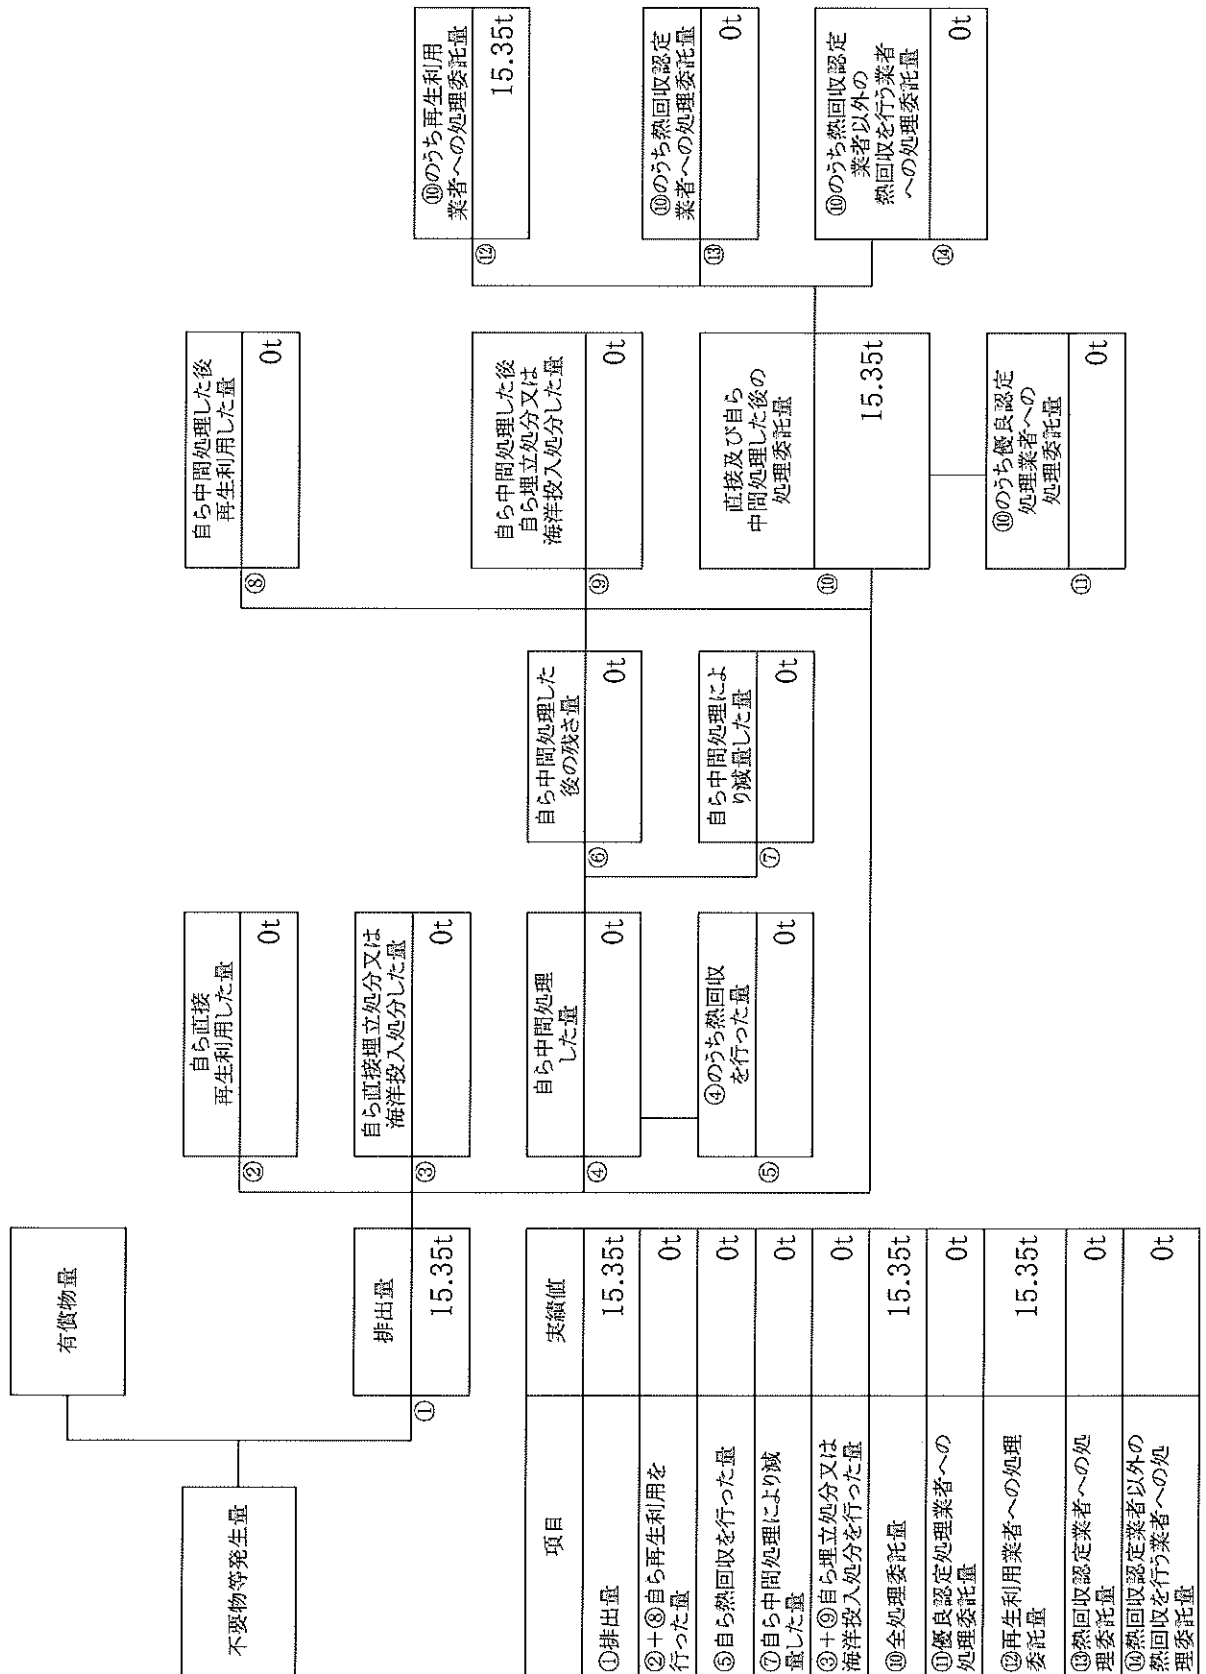 不要物等発生量
有償物量
排出量
①
15.35t
自ら直接
再生利用した量
②
0t
自ら直接埋立処分又は
海洋投入処分した量
③
0t
自ら中間処理
した量
④
0t
④のうち熱回収
を行った量
⑤
0t
自ら中間処理した
後の残さ量
⑥
0t
自ら中間処理によ
り減量した量
⑦
0t
自ら中間処理した後
再生利用した量
⑧
0t
自ら中間処理した後
自ら埋立処分又は
海洋投入処分した量
⑨
0t
直接及び自ら
中間処理した後の
処理委託量
⑩
15.35t
⑩のうち優良認定
処理業者への
処理委託量
⑪
0t
⑩のうち再生利用
業者への処理委託量
⑫
15.35t
⑩のうち熱回収認定
業者への処理委託量
⑬
0t
⑩のうち熱回収認定
業者以外の
熱回収を行う業者
への処理委託量
⑭
0t
項目 実績値
①排出量 15.35t
②+⑧自ら再生利用を
行った量 0t
⑤自ら熱回収を行った量 0t
⑦自ら中間処理により減
量した量 0t
③+⑨自ら埋立処分又は
海洋投入処分を行った量 0t
⑩全処理委託量 15.35t
⑪優良認定処理業者への
処理委託量 0t
⑫再生利用業者への処理
委託量 15.35t
⑬熱回収認定業者への処
理委託量 0t
⑭熱回収認定業者以外の
熱回収を行う業者への処
理委託量 0t